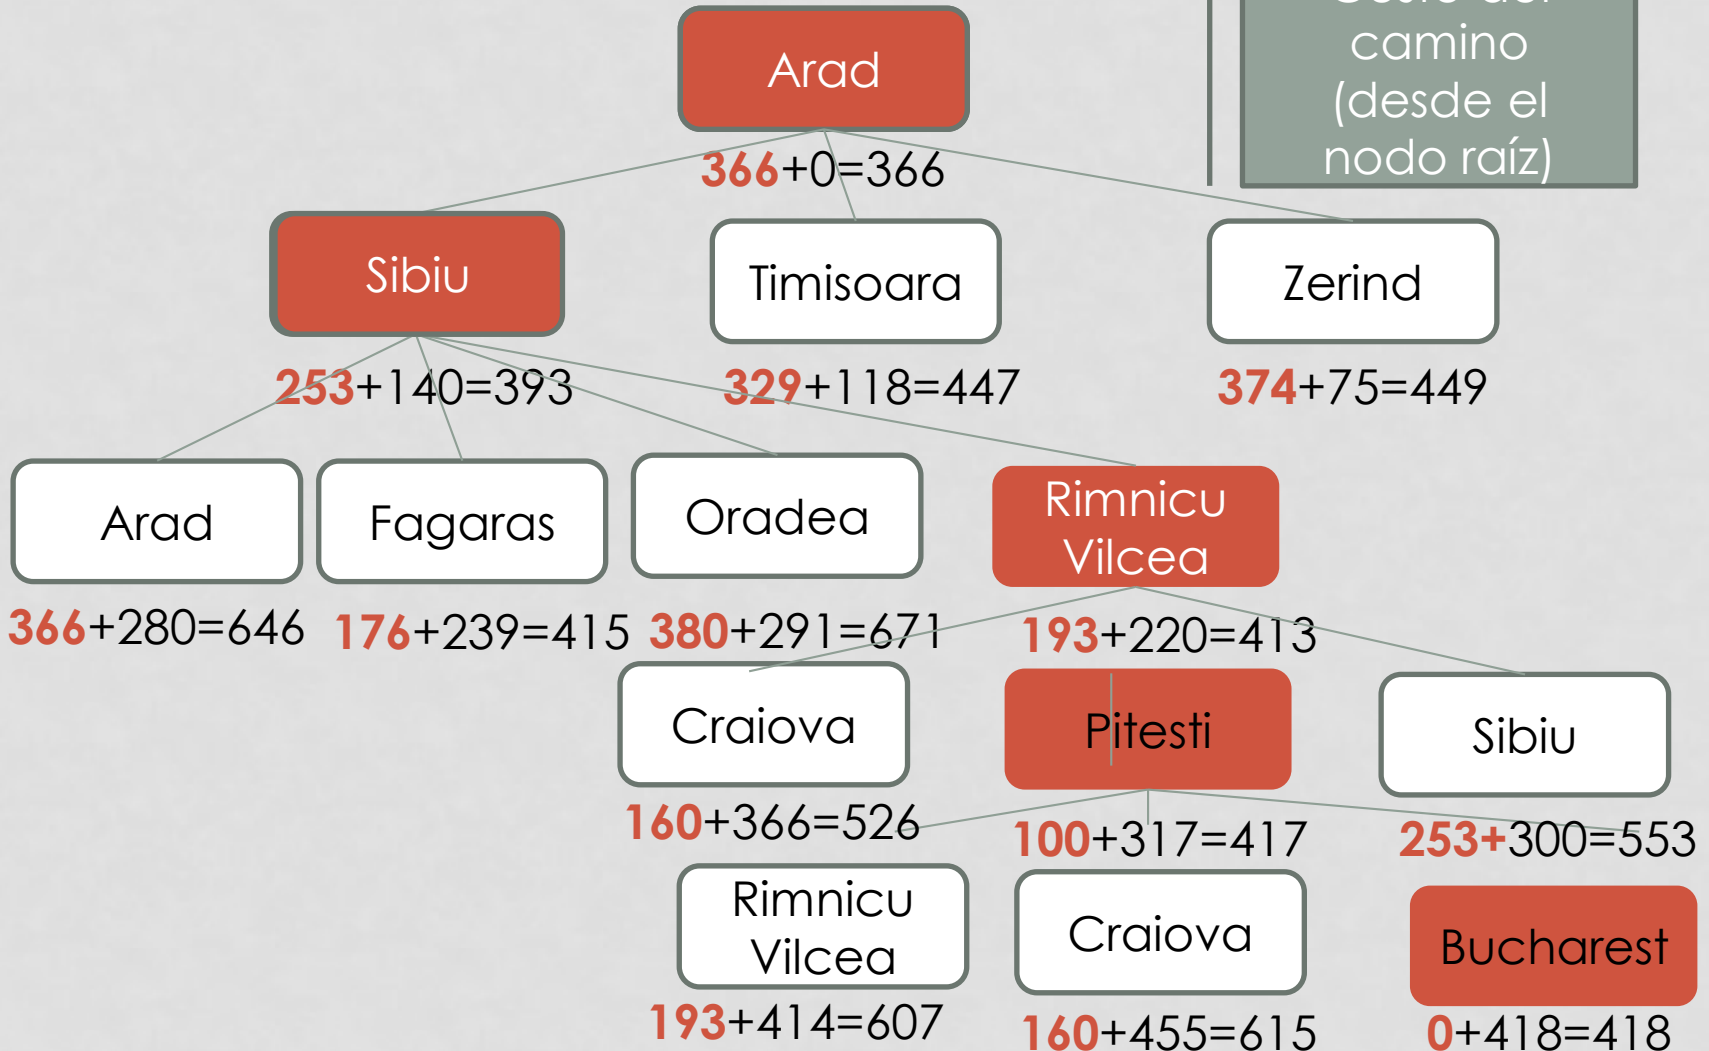 camino
(desde el
nodo raíz)
Arad
366+0=366
Sibiu
Timisoara
Zerind
253+140=393
329+118=447
374+75=449
Arad
Fagaras
Oradea
Rimnicu
Vilcea
366+280=646
176+239=415
380+291=671
193+220=413
Craiova
Pitesti
Sibiu
160+366=526
100+317=417
253+300=553
Rimnicu
Vilcea
Craiova
Bucharest
193+414=607
160+455=615
0+418=418